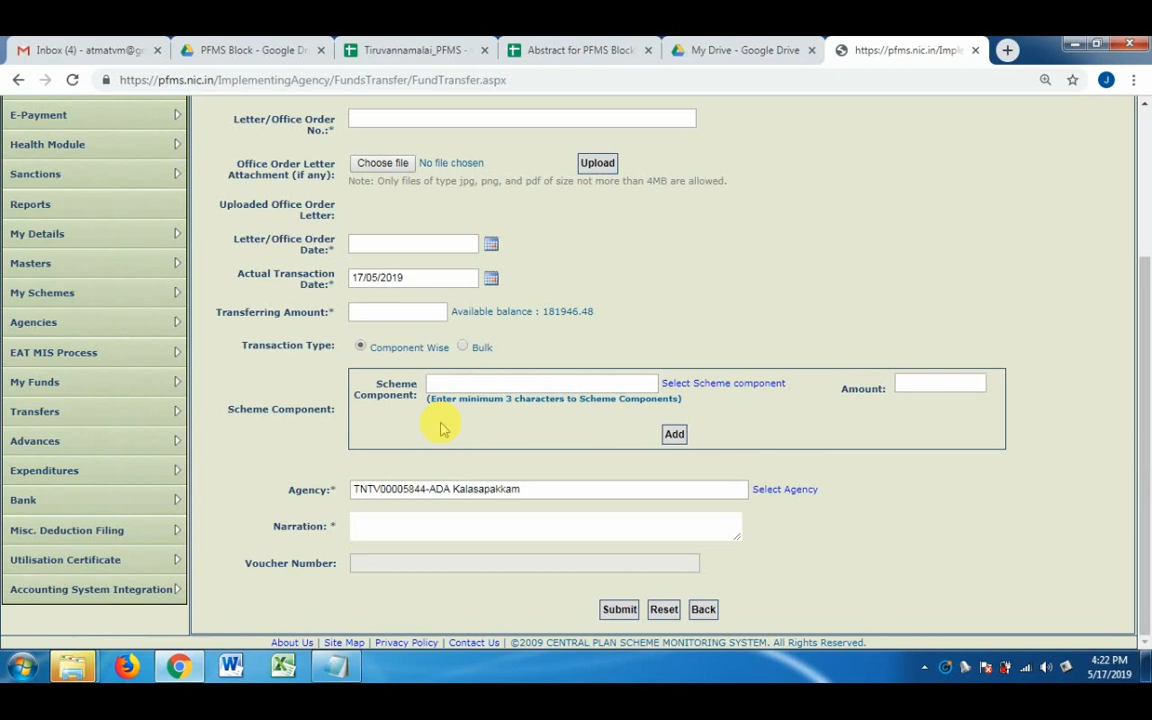 Inbox (4) - atmatvm@g
PFMS Block - Google Dr
Tiruvannamalai_PFMS -
Abstract for PFMS Block
My Drive - Google Drive
https://pfms.nic.in/Imple
https://pfms.nic.in/ImplementingAgency/FundsTransfer/FundTransfer.aspx
J
E-Payment
Health Module
Sanctions
Reports
My Details
Masters
My Schemes
Agencies
EAT MIS Process
My Funds
Transfers
Advances
Expenditures
Bank
Misc. Deduction Filing
Utilisation Certificate
Accounting System Integration
Letter/Office Order
No.:*
Office Order Letter
Attachment (if any):
Choose file No file chosen
Upload
Note: Only files of type jpg, png, and pdf of size not more than 4MB are allowed.
Uploaded Office Order
Letter:
Letter/Office Order
Date:*
Actual Transaction
Date:*
17/05/2019
Transferring Amount:*
Available balance : 181946.48
Transaction Type:
Component Wise
Bulk
Scheme Component:
Scheme
Component:
Select Scheme component
Amount:
(Enter minimum 3 characters to Scheme Components)
Add
Agency:*
TNTV00005844-ADA Kalasapakkam
Select Agency
Narration: *
Voucher Number:
Submit
Reset
Back
About Us | Site Map | Privacy Policy | Contact Us | ©2009 CENTRAL PLAN SCHEME MONITORING SYSTEM. All Rights Reserved.
4:22 PM
5/17/2019